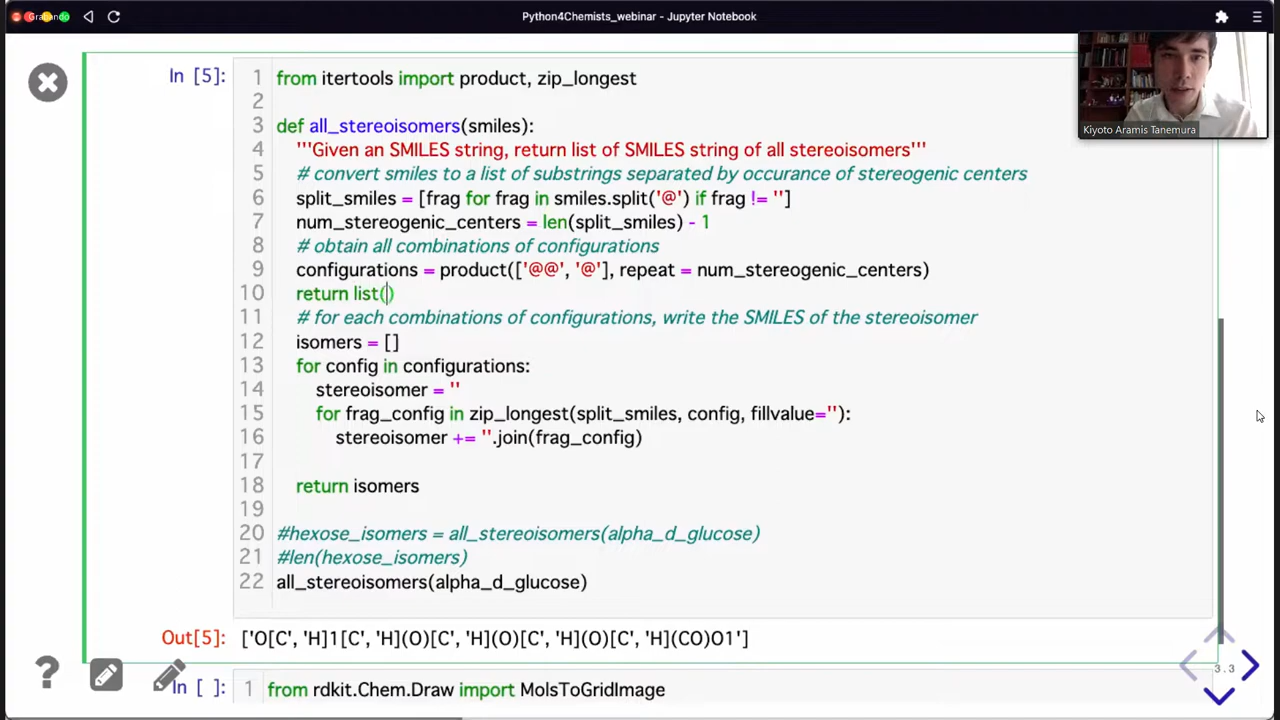 Grabando
Python4Chemists_webinar - Jupyter Notebook
Kiyoto Aramis Tanemura
In [5]:
1 from itertools import product, zip_longest
2
3 def all_stereoisomers(smiles):
4 '''Given an SMILES string, return list of SMILES string of all stereoisomers'''
5 # convert smiles to a list of substrings separated by occurance of stereogenic centers
6 split_smiles = [frag for frag in smiles.split('@') if frag != '']
7 num_stereogenic_centers = len(split_smiles) - 1
8 # obtain all combinations of configurations
9 configurations = product(['@@', '@'], repeat = num_stereogenic_centers)
10 return list()
11 # for each combinations of configurations, write the SMILES of the stereoisomer
12 isomers = []
13 for config in configurations:
14 stereoisomer = ''
15 for frag_config in zip_longest(split_smiles, config, fillvalue=''):
16 stereoisomer += ''.join(frag_config)
17
18 return isomers
19
20 #hexose_isomers = all_stereoisomers(alpha_d_glucose)
21 #len(hexose_isomers)
22 all_stereoisomers(alpha_d_glucose)
Out[5]: ['O[C', 'H]1[C', 'H](O)[C', 'H](O)[C', 'H](O)[C', 'H](CO)O1']
3.3
In [ ]: 1 from rdkit.Chem.Draw import MolsToGridImage